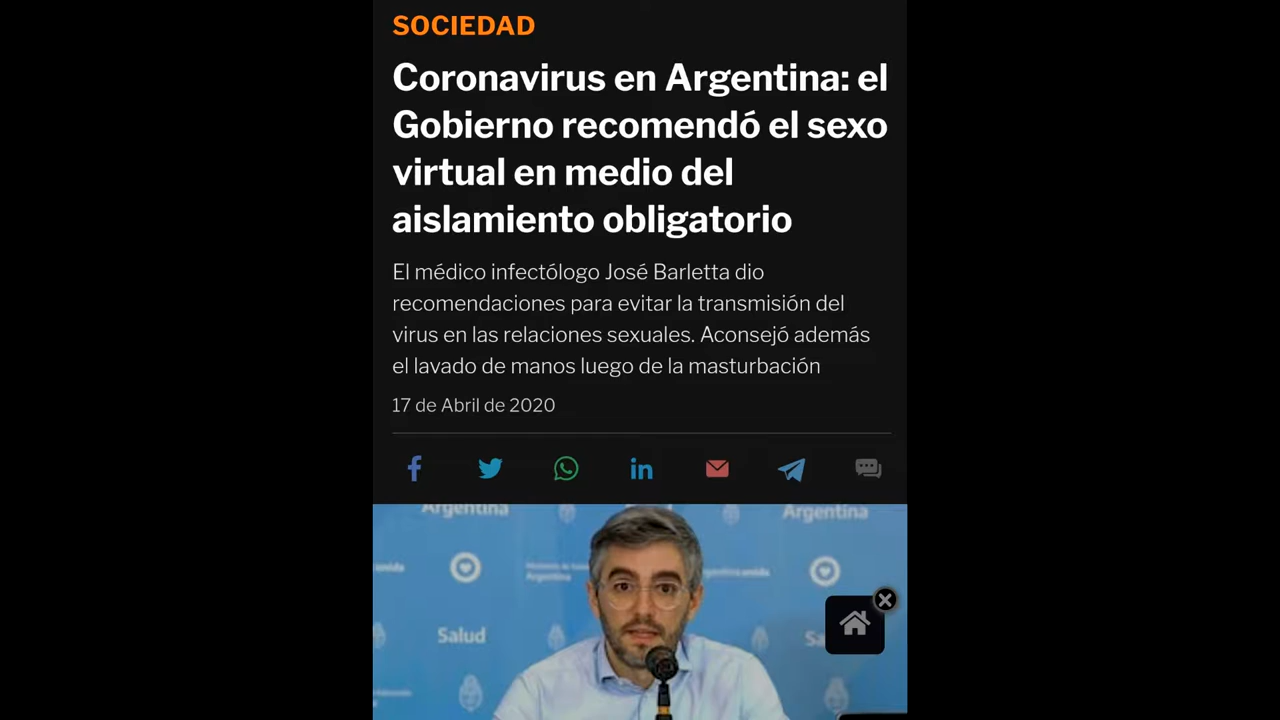 SOCIEDAD
Coronavirus en Argentina: el
Gobierno recomendó el sexo
virtual en medio del
aislamiento obligatorio
El médico infectólogo José Barletta dio
recomendaciones para evitar la transmisión del
virus en las relaciones sexuales. Aconsejó además
el lavado de manos luego de la masturbación
17 de Abril de 2020
Argentina
Argentina
Argentina
Salud